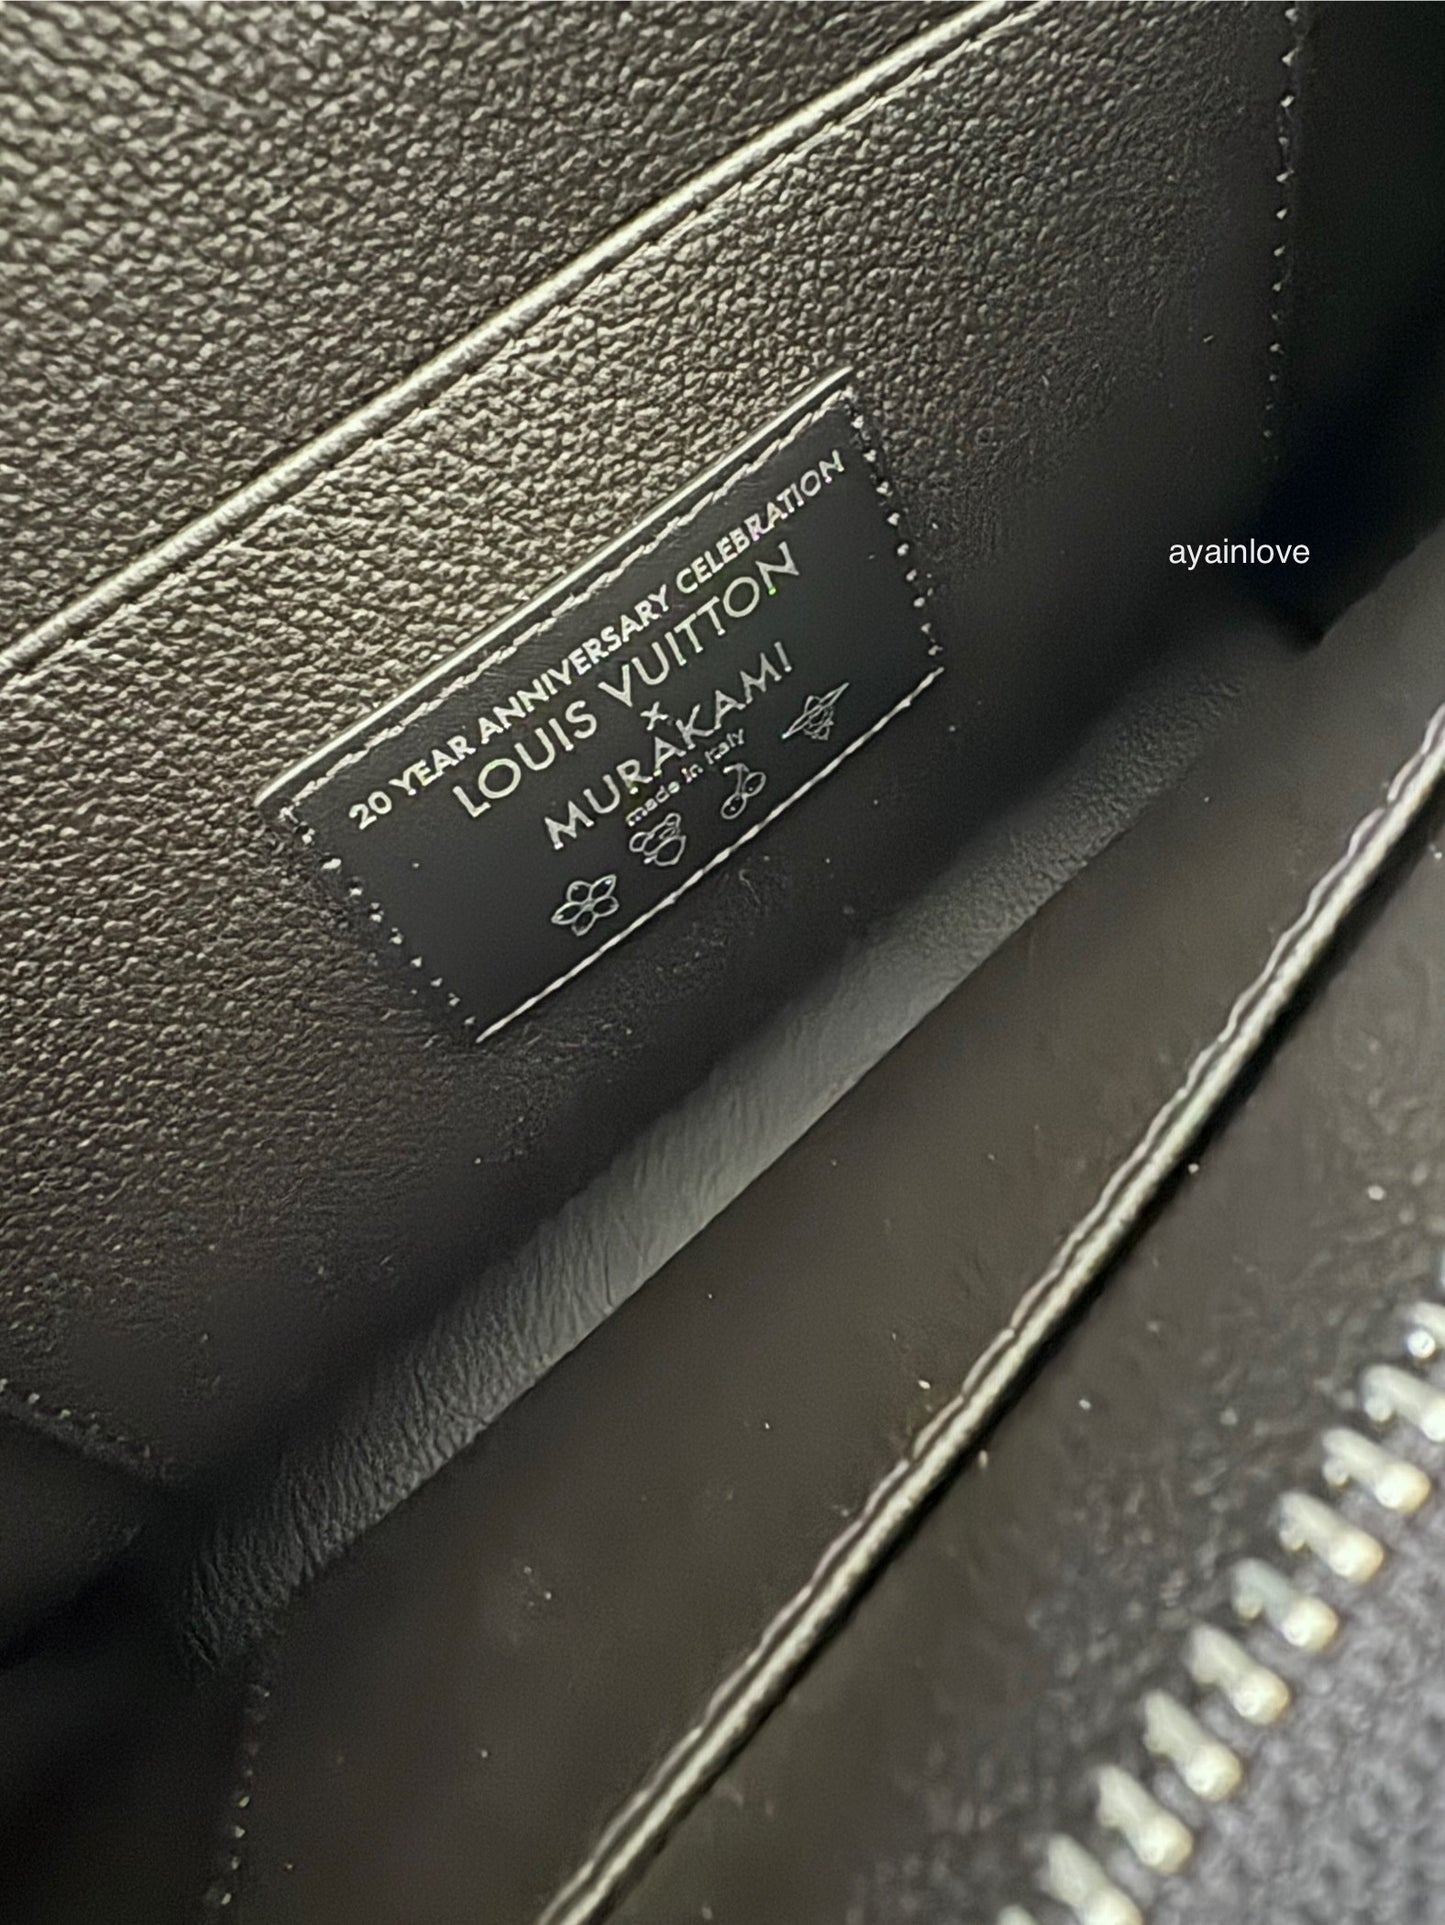 20 YEAR ANNIVERSARY CELEBRATION
LOUIS VUITTON
x
MURAKAMI
made in Italy
ayainlove